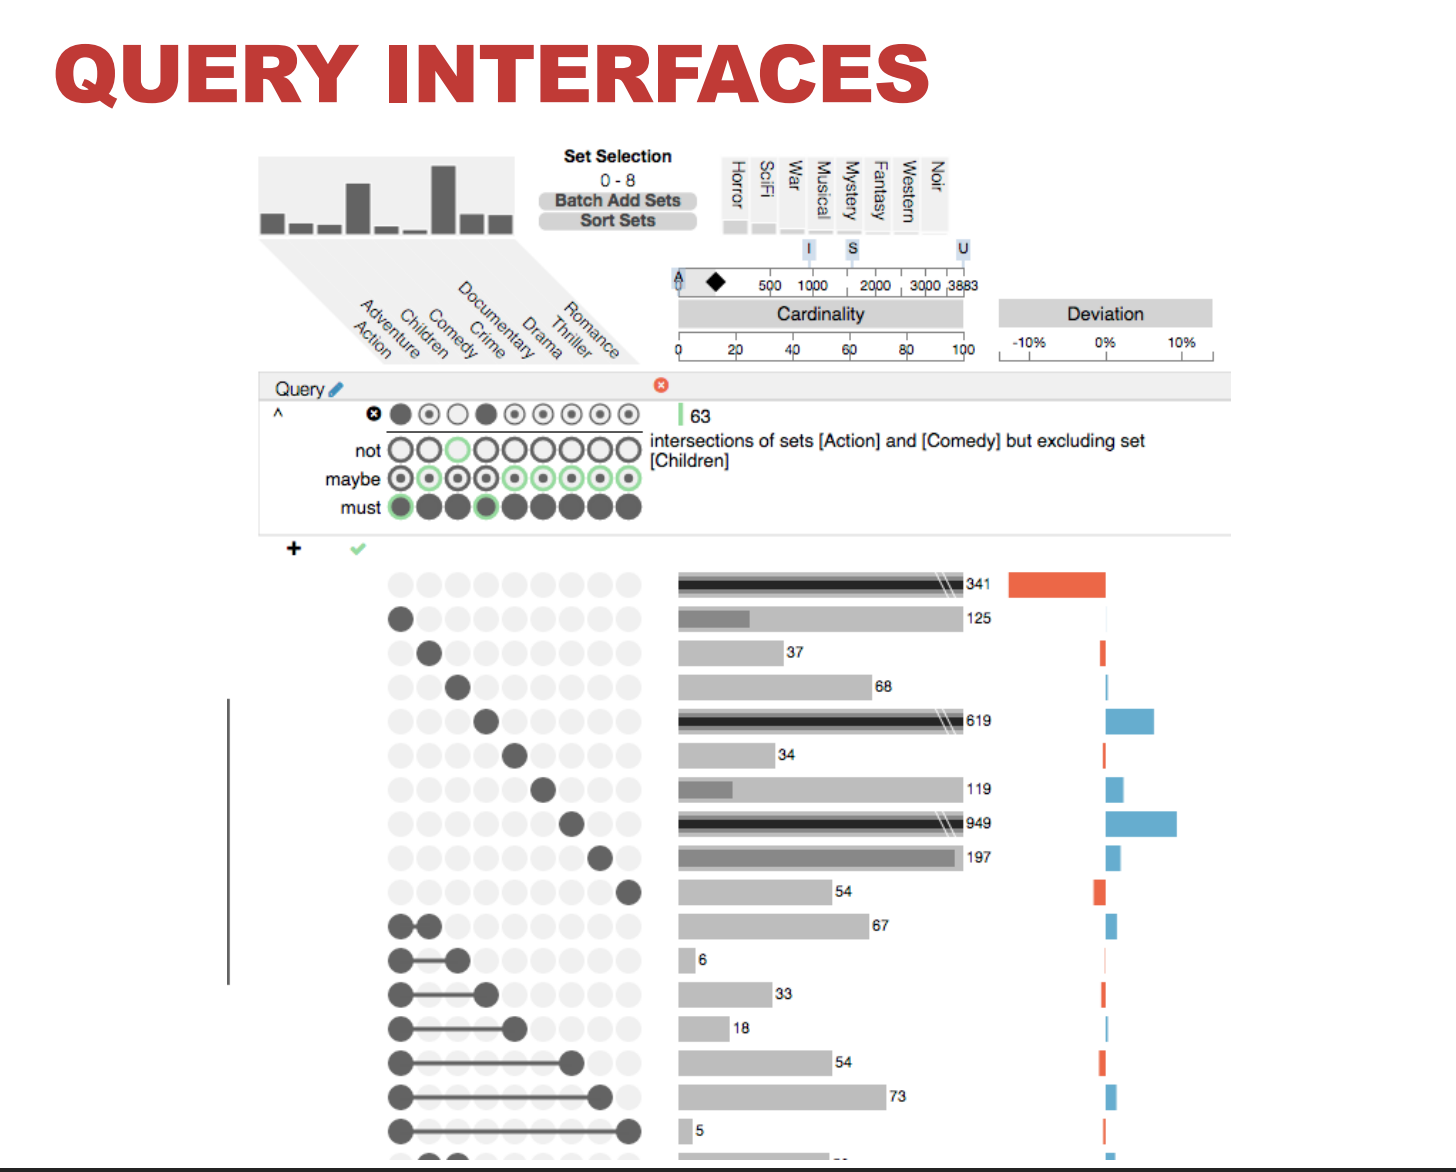 QUERY INTERFACES
Set Selection
0 - 8
Batch Add Sets
Sort Sets
Horror
SciFi
War
Musical
Mystery
Fantasy
Western
Noir
I S U
A
500 1000 2000 3000 3883
Cardinality
0 20 40 60 80 100
Deviation
-10% 0% 10%
Action
Adventure
Children
Comedy
Crime
Documentary
Drama
Thriller
Romance
Query
63
not
intersections of sets [Action] and [Comedy] but excluding set
[Children]
maybe
must
341
125
37
68
619
34
119
949
197
54
67
6
33
18
54
73
5